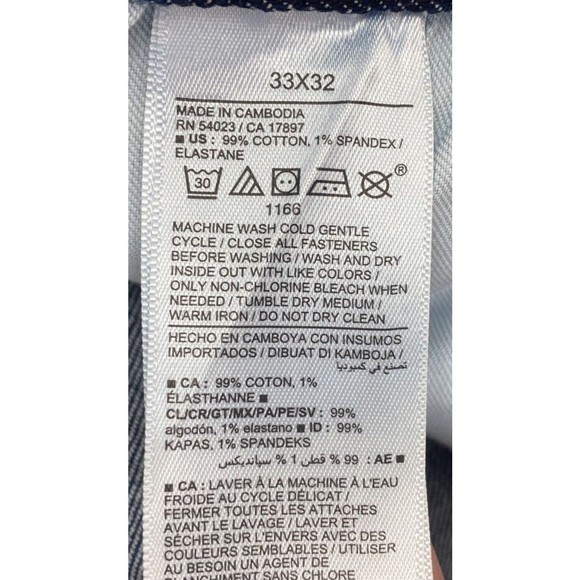 33X32
MADE IN CAMBODIA
RN 54023 / CA 17897
■ US : 99% COTTON, 1% SPANDEX /
ELASTANE
30 ®
1166
MACHINE WASH COLD GENTLE
CYCLE / CLOSE ALL FASTENERS
BEFORE WASHING / WASH AND DRY
INSIDE OUT WITH LIKE COLORS /
ONLY NON-CHLORINE BLEACH WHEN
NEEDED / TUMBLE DRY MEDIUM /
WARM IRON / DO NOT DRY CLEAN
HECHO EN CAMBOYA CON INSUMOS
IMPORTADOS / DIBUAT DI KAMBOJA /
تصنع في كمبوديا
■ CA : 99% COTON, 1%
ÉLASTHANNE ■
CL/CR/GT/MX/PA/PE/SV : 99%
algodón, 1% elastano ■ ID : 99%
KAPAS, 1% SPANDEKS
■ AE : 99 % قطن 1 % سباندیکس
■ CA : LAVER À LA MACHINE À L'EAU
FROIDE AU CYCLE DÉLICAT /
FERMER TOUTES LES ATTACHES
AVANT LE LAVAGE / LAVER ET
SÉCHER SUR L'ENVERS AVEC DES
COULEURS SEMBLABLES / UTILISER
AU BESOIN UN AGENT DE
BLANCHIMENT SANS CHLORE